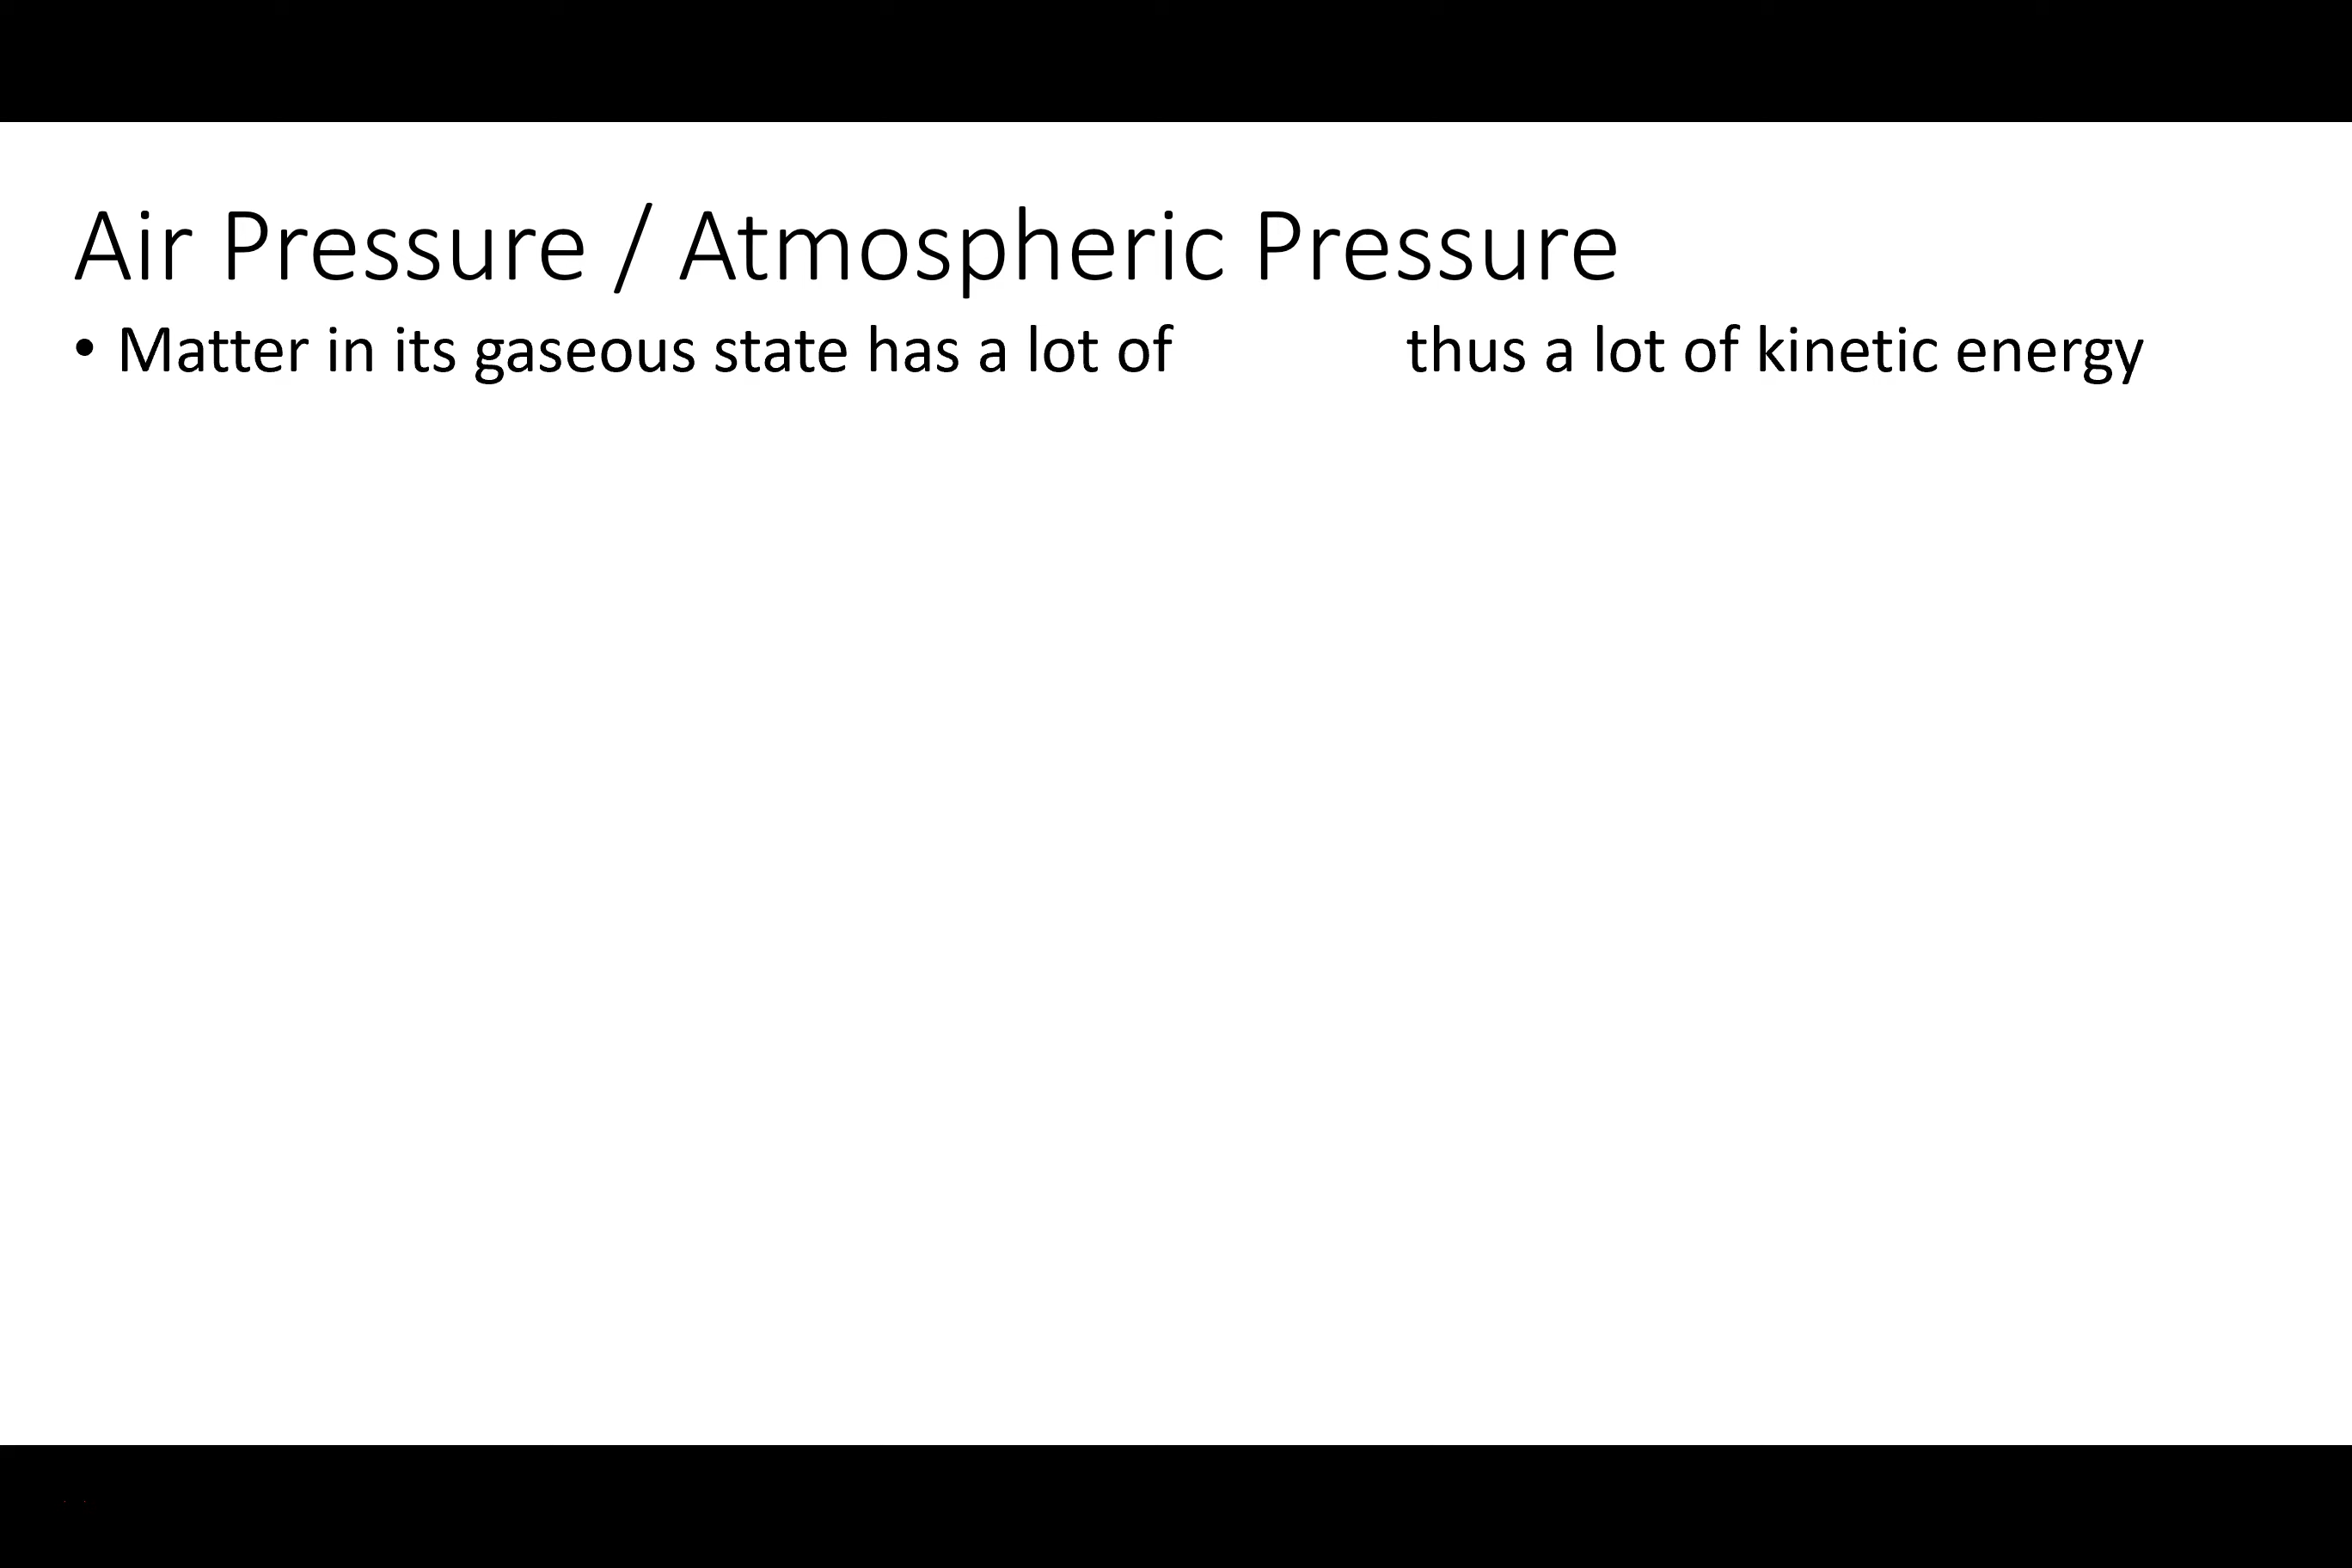 Air Pressure / Atmospheric Pressure
• Matter in its gaseous state has a lot of thus a lot of kinetic energy